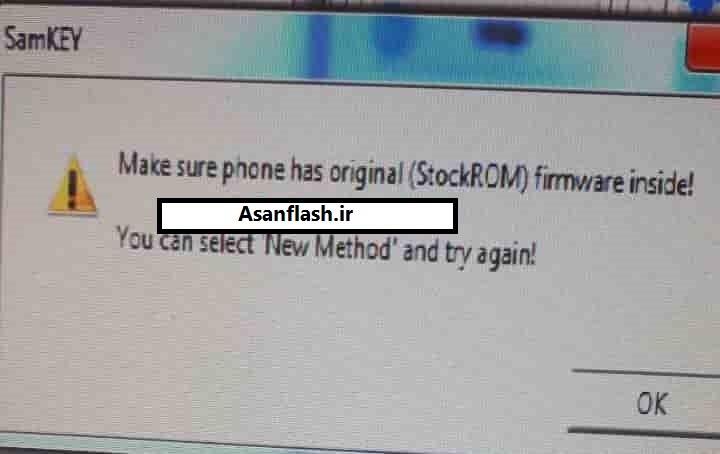 SamKEY
Make sure phone has original (StockROM) firmware inside!
Asanflash.ir
You can select 'New Method' and try again!
OK